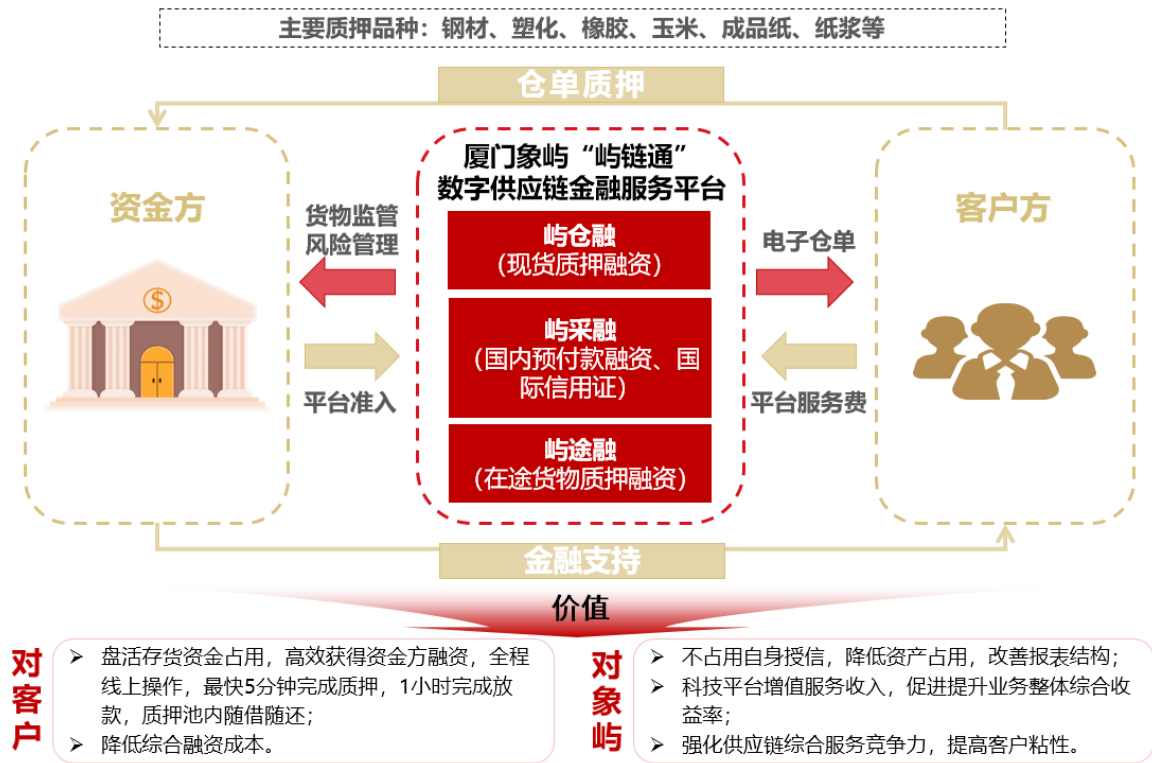 主要质押品种：钢材、塑化、橡胶、玉米、成品纸、纸浆等
仓单质押
资金方
货物监管
风险管理
平台准入
厦门象屿“屿链通”
数字供应链金融服务平台
屿仓融
（现货质押融资）
屿采融
（国内预付款融资、国
际信用证）
屿途融
（在途货物质押融资）
电子仓单
平台服务费
客户方
金融支持
价值
对客户
➢ 盘活存货资金占用，高效获得资金方融资，全程
线上操作，最快5分钟完成质押，1小时完成放
款，质押池内随借随还；
➢ 降低综合融资成本。
对象屿
➢ 不占用自身授信，降低资产占用，改善报表结构；
➢ 科技平台增值服务收入，促进提升业务整体综合收
益率；
➢ 强化供应链综合服务竞争力，提高客户粘性。